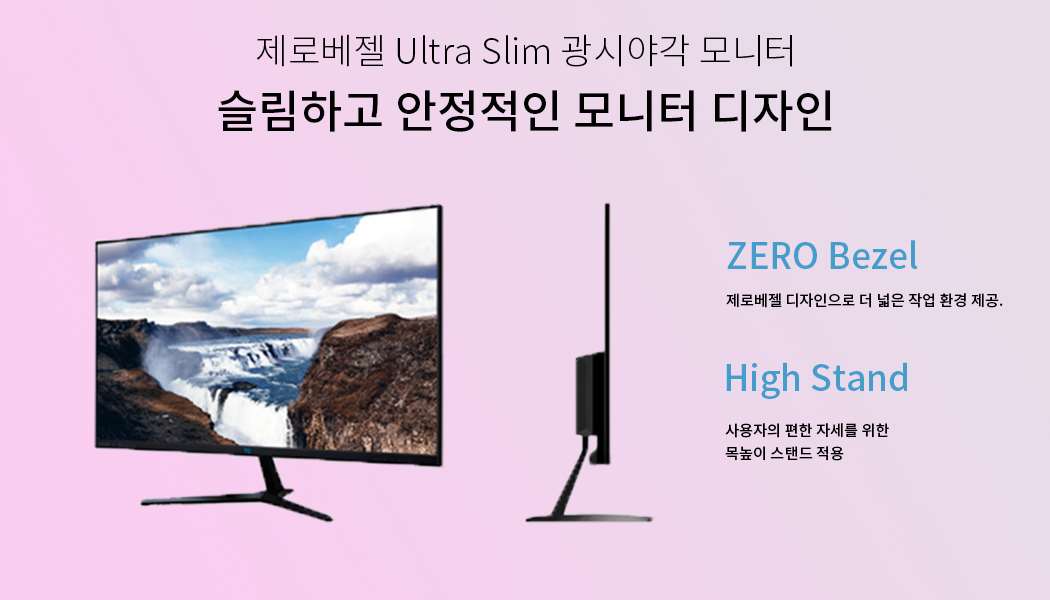 제로베젤 Ultra Slim 광시야각 모니터
슬림하고 안정적인 모니터 디자인
ZERO Bezel
제로베젤 디자인으로 더 넓은 작업 환경 제공.
High Stand
사용자의 편한 자세를 위한
목높이 스탠드 적용